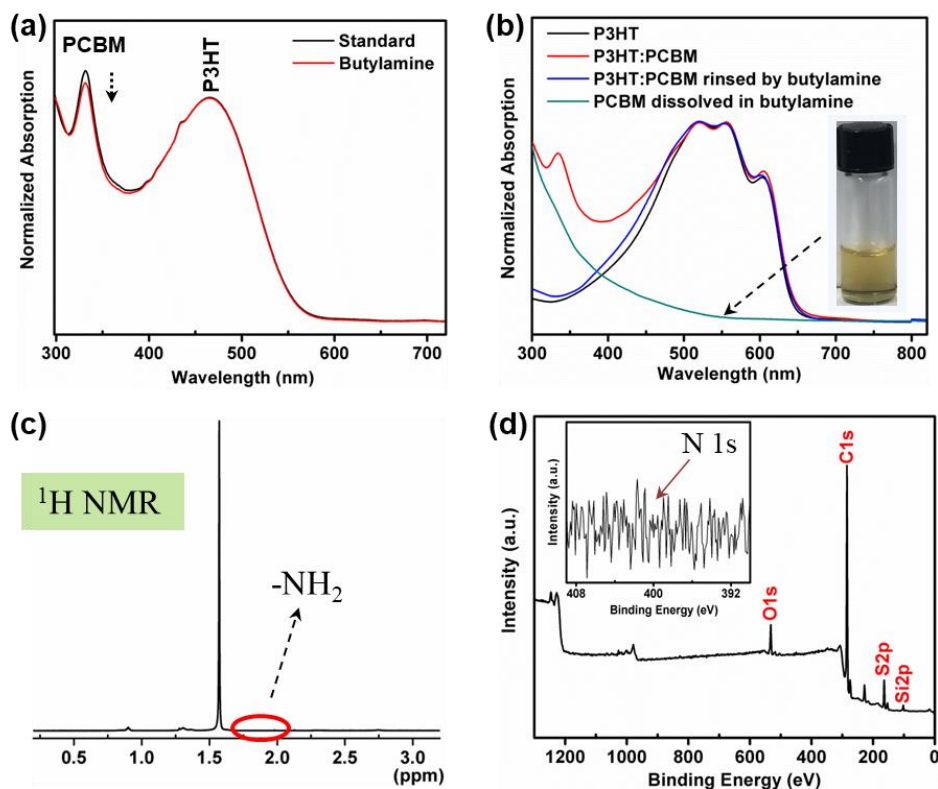 (a)
PCBM
P3HT
Standard
Butylamine
Normalized Absorption
300 400 500 600 700
Wavelength (nm)
(b)
P3HT
P3HT:PCBM
P3HT:PCBM rinsed by butylamine
PCBM dissolved in butylamine
Normalized Absorption
300 400 500 600 700 800
Wavelength (nm)
(c)
¹H NMR
-NH₂
0.5 1.0 1.5 2.0 2.5 3.0
(ppm)
(d)
N 1s
Intensity (a.u.)
408 400 392
Binding Energy (eV)
C1s
O1s
S2p
Si2p
Intensity (a.u.)
1200 1000 800 600 400 200 0
Binding Energy (eV)